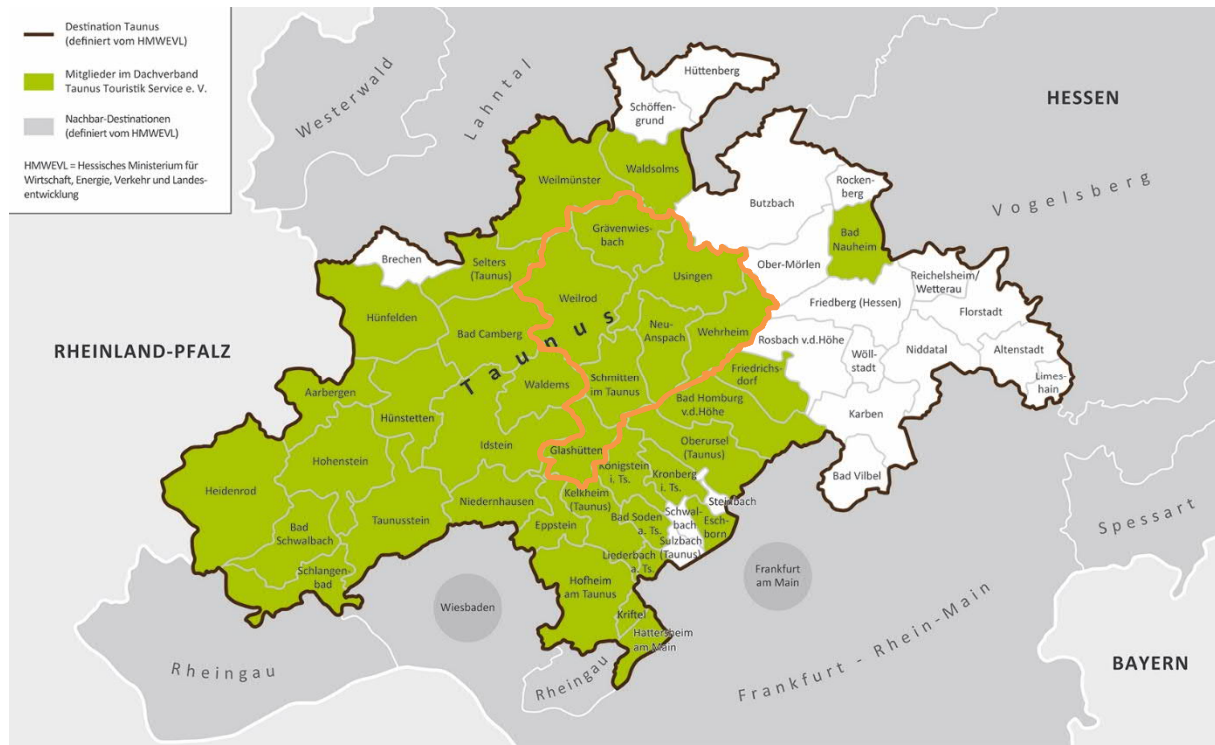 Destination Taunus
(definiert vom HMWEVL)
Mitglieder im Dachverband
Taunus Touristik Service e. V.
Nachbar-Destinationen
(definiert vom HMWEVL)
HMWEVL = Hessisches Ministerium für
Wirtschaft, Energie, Verkehr und Landes-
entwicklung
Westerwald
Lahntal
HESSEN
Vogelsberg
RHEINLAND-PFALZ
Taunus
Hüttenberg
Schöffen-
grund
Waldsolms
Weilmünster
Butzbach
Rocken-
berg
Bad
Nauheim
Grävenwies-
bach
Brechen
Selters
(Taunus)
Usingen
Ober-Mörlen
Reichelsheim/
Wetterau
Friedberg (Hessen)
Florstadt
Weilrod
Hünfelden
Bad Camberg
Neu-
Anspach
Wehrheim
Rosbach v.d.Höhe
Wöll-
stadt
Niddatal
Altenstadt
Limes-
hain
Aarbergen
Waldems
Schmitten
im Taunus
Friedrichs-
dorf
Bad Homburg
v.d.Höhe
Karben
Hünstetten
Idstein
Glashütten
Oberursel
(Taunus)
Bad Vilbel
Hohenstein
Königstein
i. Ts.
Kronberg
i. Ts.
Steinbach
Heidenrod
Niedernhausen
Kelkheim
(Taunus)
Bad Soden
a. Ts.
Schwal-
bach
Esch-
born
Sulzbach
(Taunus)
Taunusstein
Eppstein
Liederbach
a. Ts.
Bad
Schwalbach
Schlangen-
bad
Hofheim
am Taunus
Kriftel
Hattersheim
am Main
Wiesbaden
Frankfurt
am Main
Rheingau
Rheingau
Frankfurt - Rhein-Main
Spessart
BAYERN